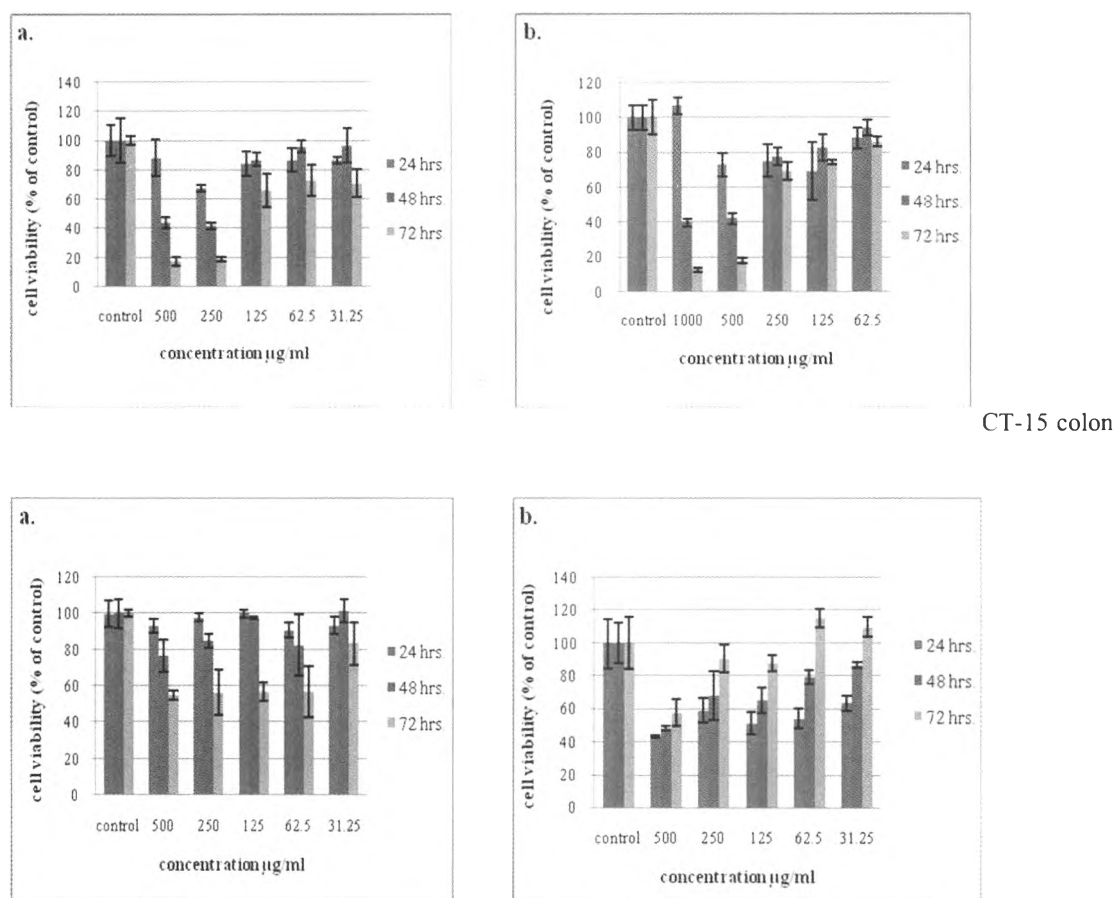 a.
140
120
100
80
60
40
20
0
cell viability (% of control)
control 500 250 125 62.5 31.25
concentration µg/ml
24 hrs
48 hrs
72 hrs
b.
120
100
80
60
40
20
0
cell viability (% of control)
control 1000 500 250 125 62.5
concentration µg/ml
24 hrs
48 hrs
72 hrs
CT-15 colon
a.
120
100
80
60
40
20
0
cell viability (% of control)
control 500 250 125 62.5 31.25
concentration µg/ml
24 hrs
48 hrs
72 hrs
b.
140
120
100
80
60
40
20
0
cell viability (% of control)
control 500 250 125 62.5 31.25
concentration µg/ml
24 hrs
48 hrs
72 hrs